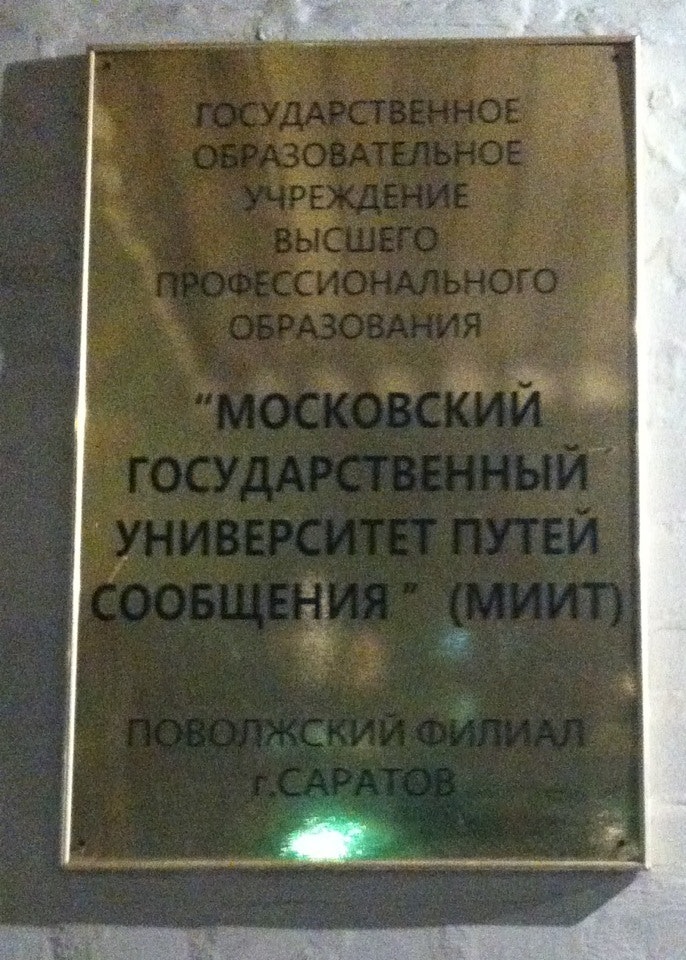 ГОСУДАРСТВЕННОЕ
ОБРАЗОВАТЕЛЬНОЕ
УЧРЕЖДЕНИЕ
ВЫСШЕГО
ПРОФЕССИОНАЛЬНОГО
ОБРАЗОВАНИЯ
“МОСКОВСКИЙ
ГОСУДАРСТВЕННЫЙ
УНИВЕРСИТЕТ ПУТЕЙ
СООБЩЕНИЯ ” (МИИТ)
ПОВОЛЖСКИЙ ФИЛИАЛ
г.САРАТОВ